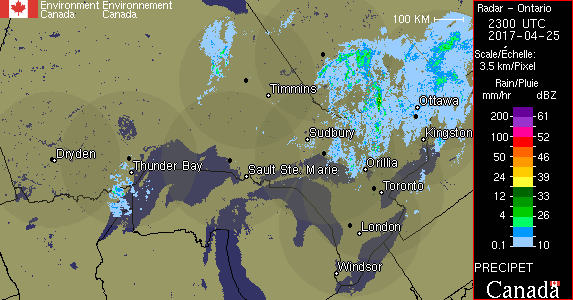 Environment Environnement
Canada Canada
100 KM
Timmins
Ottawa
Sudbury
Kingston
Dryden
Thunder Bay
Sault Ste. Marie
Orillia
Toronto
London
Windsor
Radar - Ontario
2300 UTC
2017-04-25
Scale/Échelle:
3.5 km/Pixel
Rain/Pluie
mm/hr dBZ
200 61
100 52
50 46
24 39
12 33
4 26
0.1 10
PRECIPET
Canada